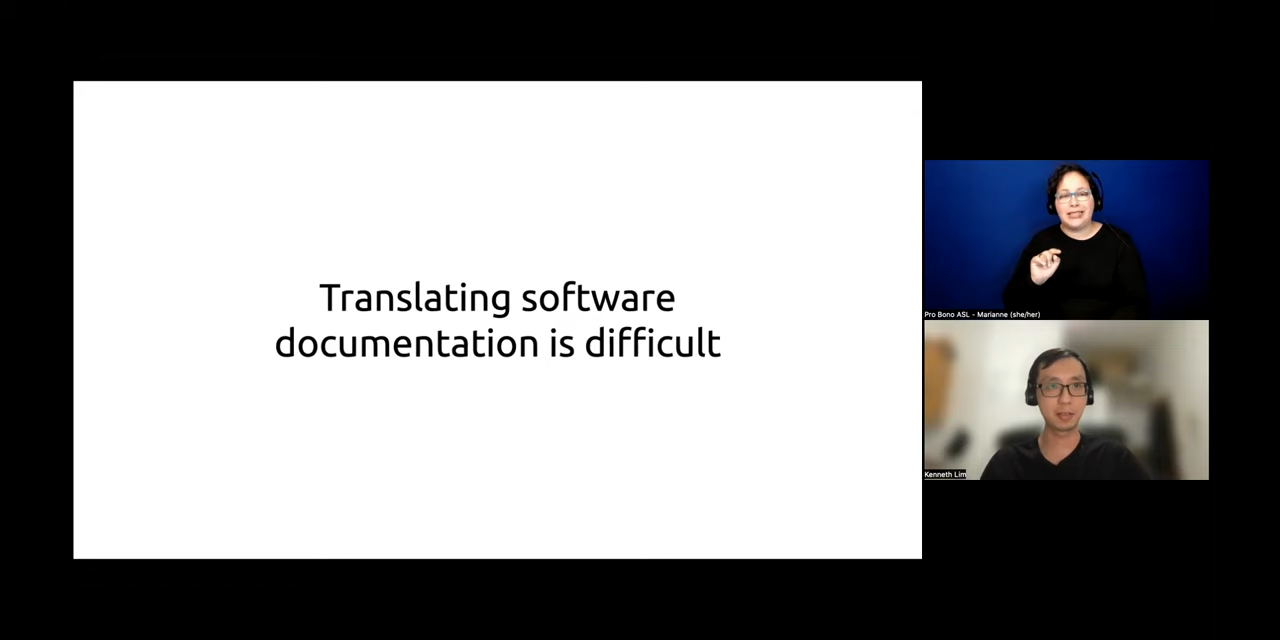 Translating software
documentation is difficult
Pro Bono ASL - Marianne (she/her)
Kenneth Lim